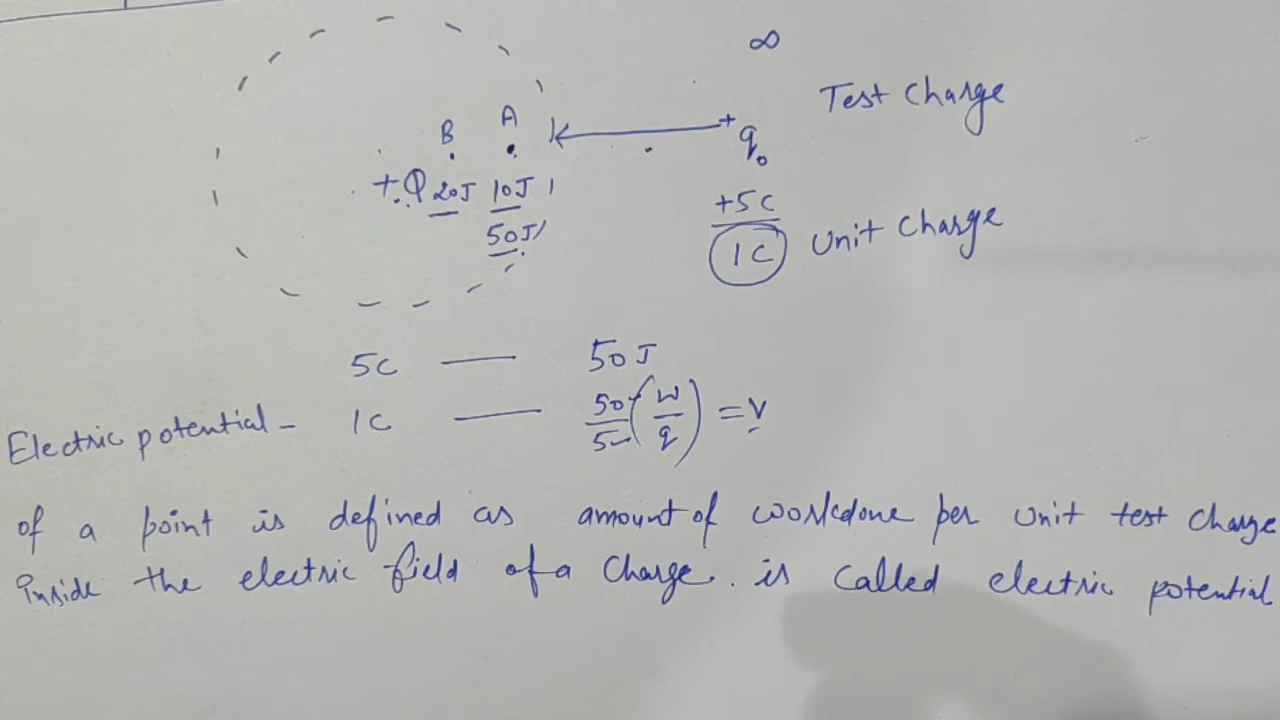 ∞
Test Charge
B A + q₀
+Q 20J 10J
50J
+5C
1C Unit Charge
5C — 50J
Electric potential - 1C — 50/5 (W/q) = V
of a point is defined as amount of workdone per unit test charge
inside the electric field of a charge. is called electric potential